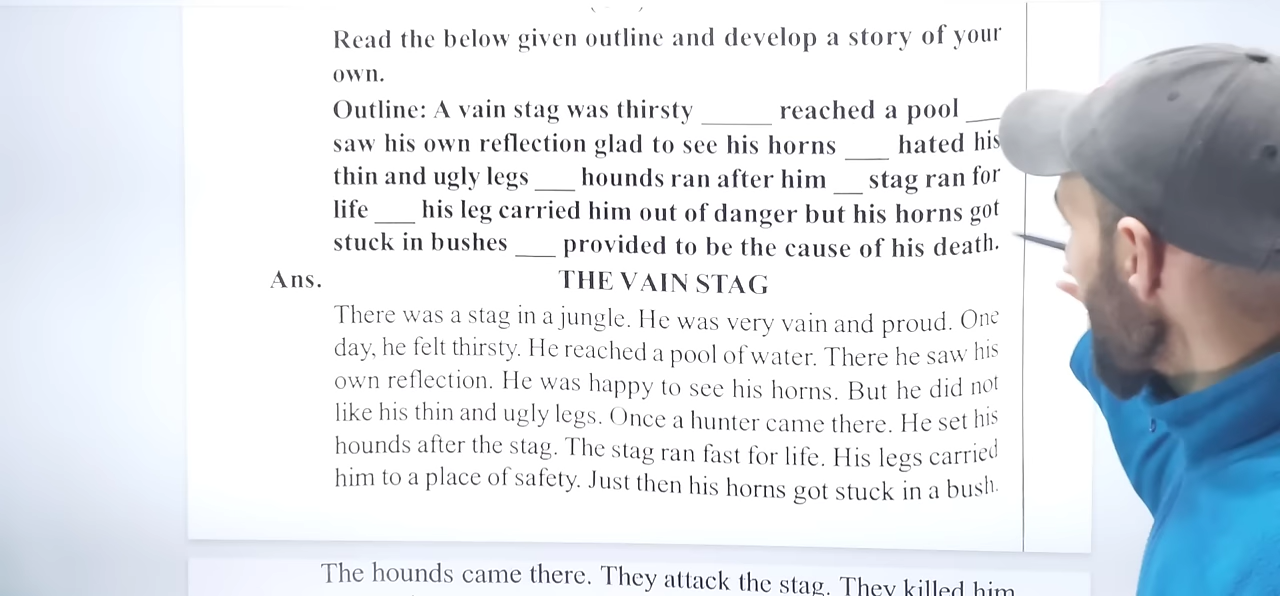 Read the below given outline and develop a story of your
own.
Outline: A vain stag was thirsty ______ reached a pool ___
saw his own reflection glad to see his horns ____ hated his
thin and ugly legs ____ hounds ran after him ___ stag ran for
life ____ his leg carried him out of danger but his horns got
stuck in bushes ____ provided to be the cause of his death.
Ans. THE VAIN STAG
There was a stag in a jungle. He was very vain and proud. One
day, he felt thirsty. He reached a pool of water. There he saw his
own reflection. He was happy to see his horns. But he did not
like his thin and ugly legs. Once a hunter came there. He set his
hounds after the stag. The stag ran fast for life. His legs carried
him to a place of safety. Just then his horns got stuck in a bush.
The hounds came there. They attack the stag. They killed him